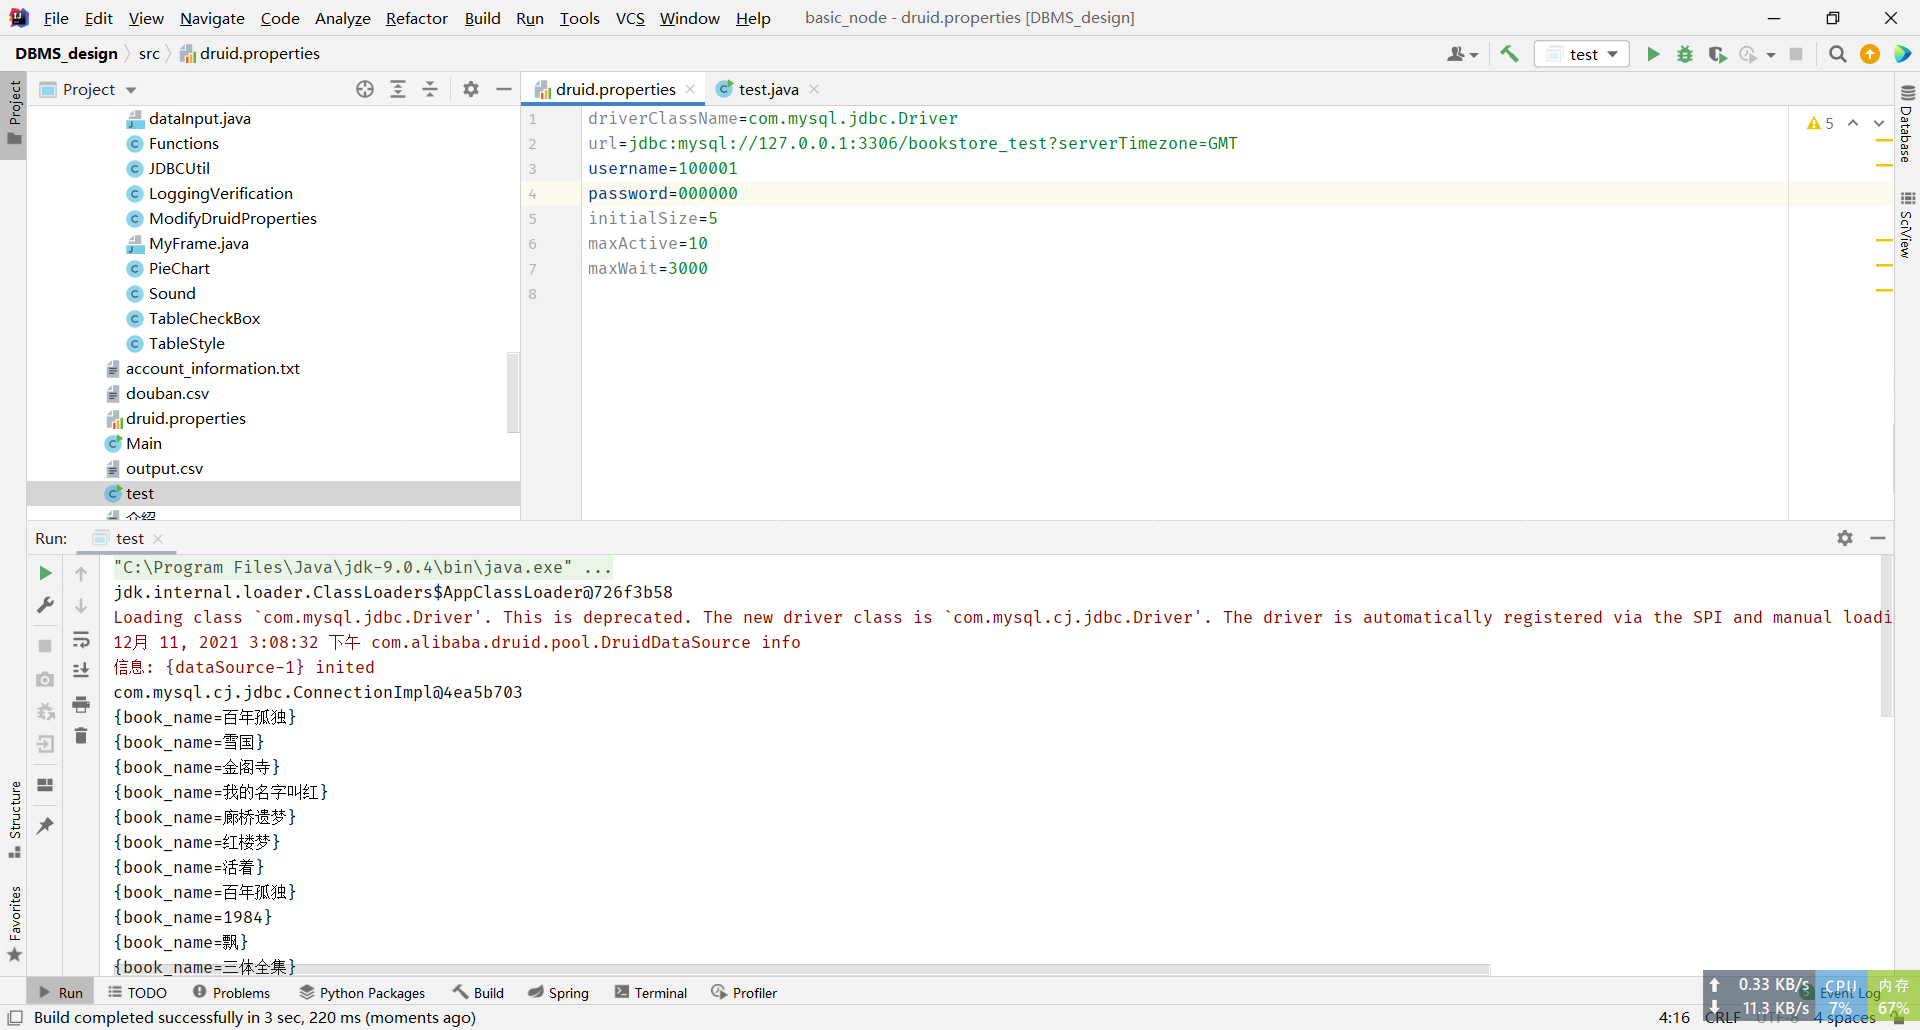 File Edit View Navigate Code Analyze Refactor Build Run Tools VCS Window Help basic_node - druid.properties [DBMS_design]
DBMS_design src druid.properties
test
Project
druid.properties
test.java
Project
Structure
Favorites
dataInput.java
Functions
JDBCUtil
LoggingVerification
ModifyDruidProperties
MyFrame.java
PieChart
Sound
TableCheckBox
TableStyle
account_information.txt
douban.csv
druid.properties
Main
output.csv
test
介绍
1 driverClassName=com.mysql.jdbc.Driver
2 url=jdbc:mysql://127.0.0.1:3306/bookstore_test?serverTimezone=GMT
3 username=100001
4 password=000000
5 initialSize=5
6 maxActive=10
7 maxWait=3000
8
5
Database
SciView
Run: test
"C:\Program Files\Java\jdk-9.0.4\bin\java.exe" ...
jdk.internal.loader.ClassLoaders$AppClassLoader@726f3b58
Loading class `com.mysql.jdbc.Driver'. This is deprecated. The new driver class is `com.mysql.cj.jdbc.Driver'. The driver is automatically registered via the SPI and manual loadi
12月 11, 2021 3:08:32 下午 com.alibaba.druid.pool.DruidDataSource info
信息: {dataSource-1} inited
com.mysql.cj.jdbc.ConnectionImpl@4ea5b703
{book_name=百年孤独}
{book_name=雪国}
{book_name=金阁寺}
{book_name=我的名字叫红}
{book_name=廊桥遗梦}
{book_name=红楼梦}
{book_name=活着}
{book_name=百年孤独}
{book_name=1984}
{book_name=飘}
{book_name=三体全集}
Run TODO Problems Python Packages Build Spring Terminal Profiler Event Log
0.33 KB/s CPU 内存
11.3 KB/s 7% 67%
Build completed successfully in 3 sec, 220 ms (moments ago)
4:16 CRLF UTF-8 4 spaces